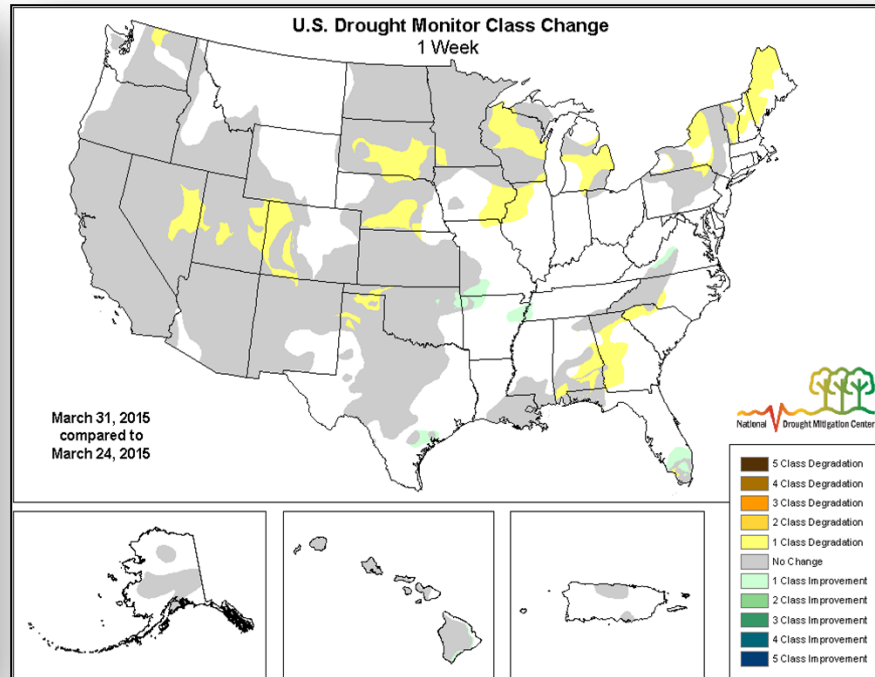 U.S. Drought Monitor Class Change
1 Week
March 31, 2015
compared to
March 24, 2015
National Drought Mitigation Center
5 Class Degradation
4 Class Degradation
3 Class Degradation
2 Class Degradation
1 Class Degradation
No Change
1 Class Improvement
2 Class Improvement
3 Class Improvement
4 Class Improvement
5 Class Improvement